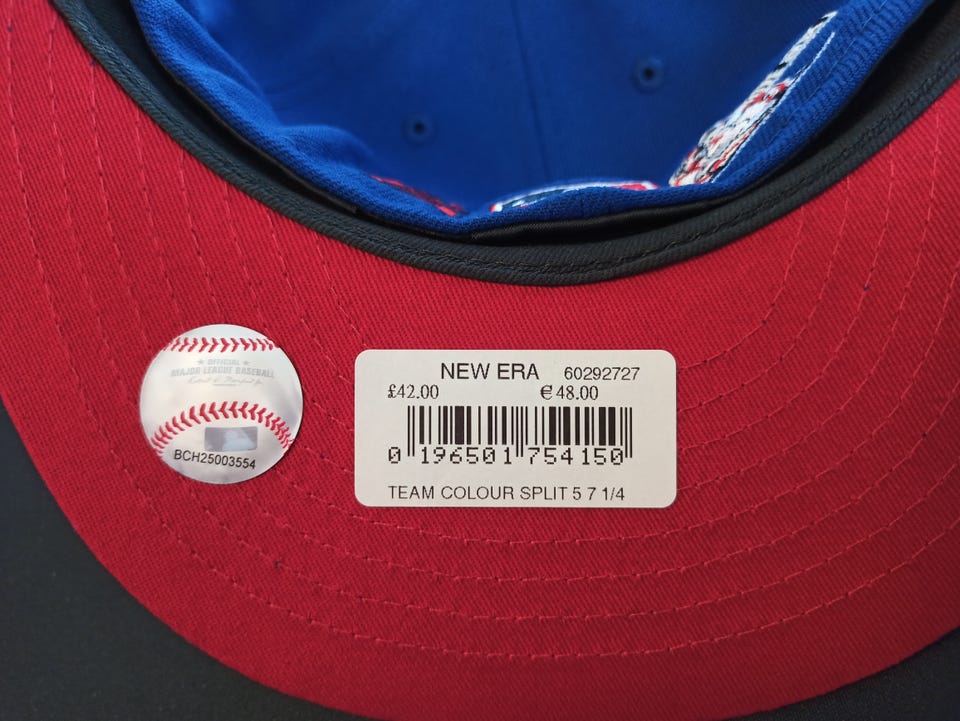 ★ OFFICIAL ★
MAJOR LEAGUE BASEBALL
BCH25003554
NEW ERA 60292727
£42.00 €48.00
0 196501 754150
TEAM COLOUR SPLIT 5 7 1/4